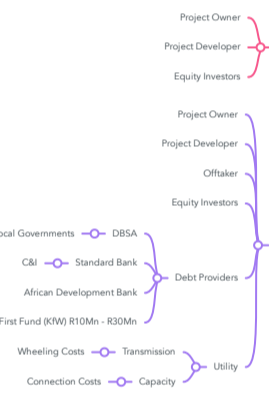 Project Owner
Project Developer
Equity Investors
Project Owner
Project Developer
Offtaker
Equity Investors
ocal Governments DBSA
C&I Standard Bank
Debt Providers
African Development Bank
First Fund (KfW) R10Mn - R30Mn
Wheeling Costs Transmission
Utility
Connection Costs Capacity